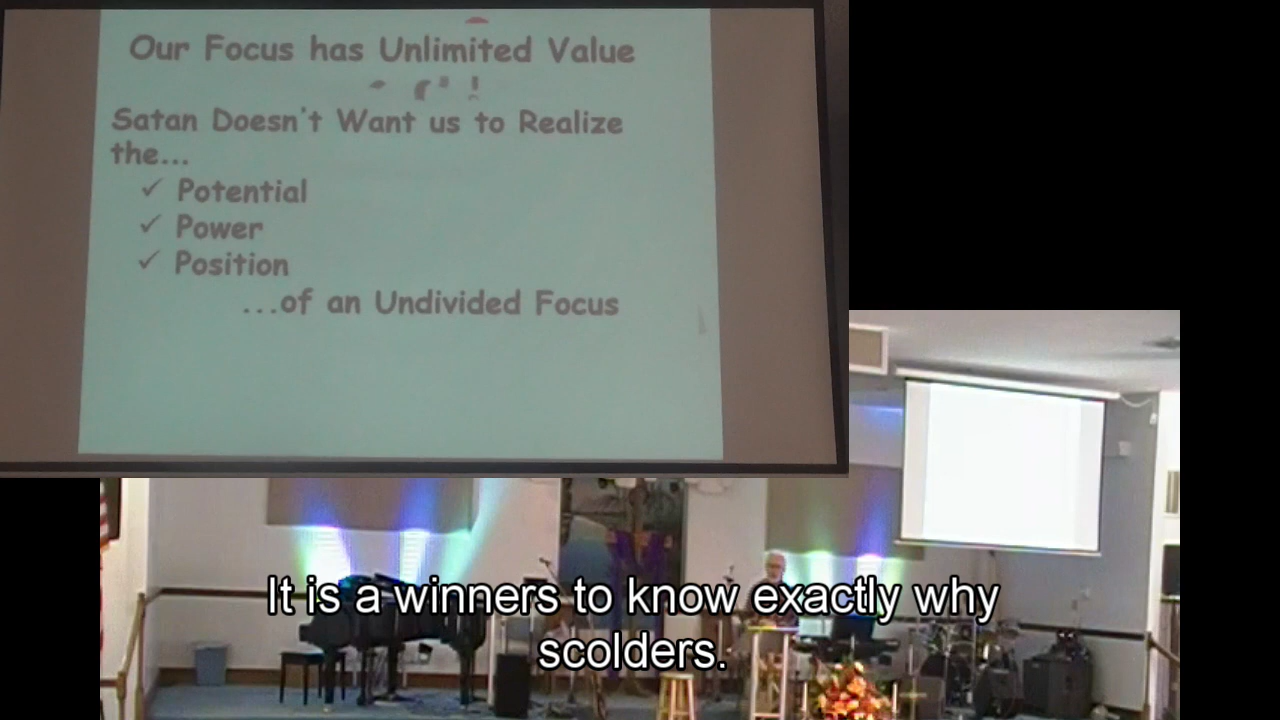 Our Focus has Unlimited Value
Satan Doesn't Want us to Realize
the...
✓ Potential
✓ Power
✓ Position
...of an Undivided Focus
It is a winners to know exactly why
scolders.